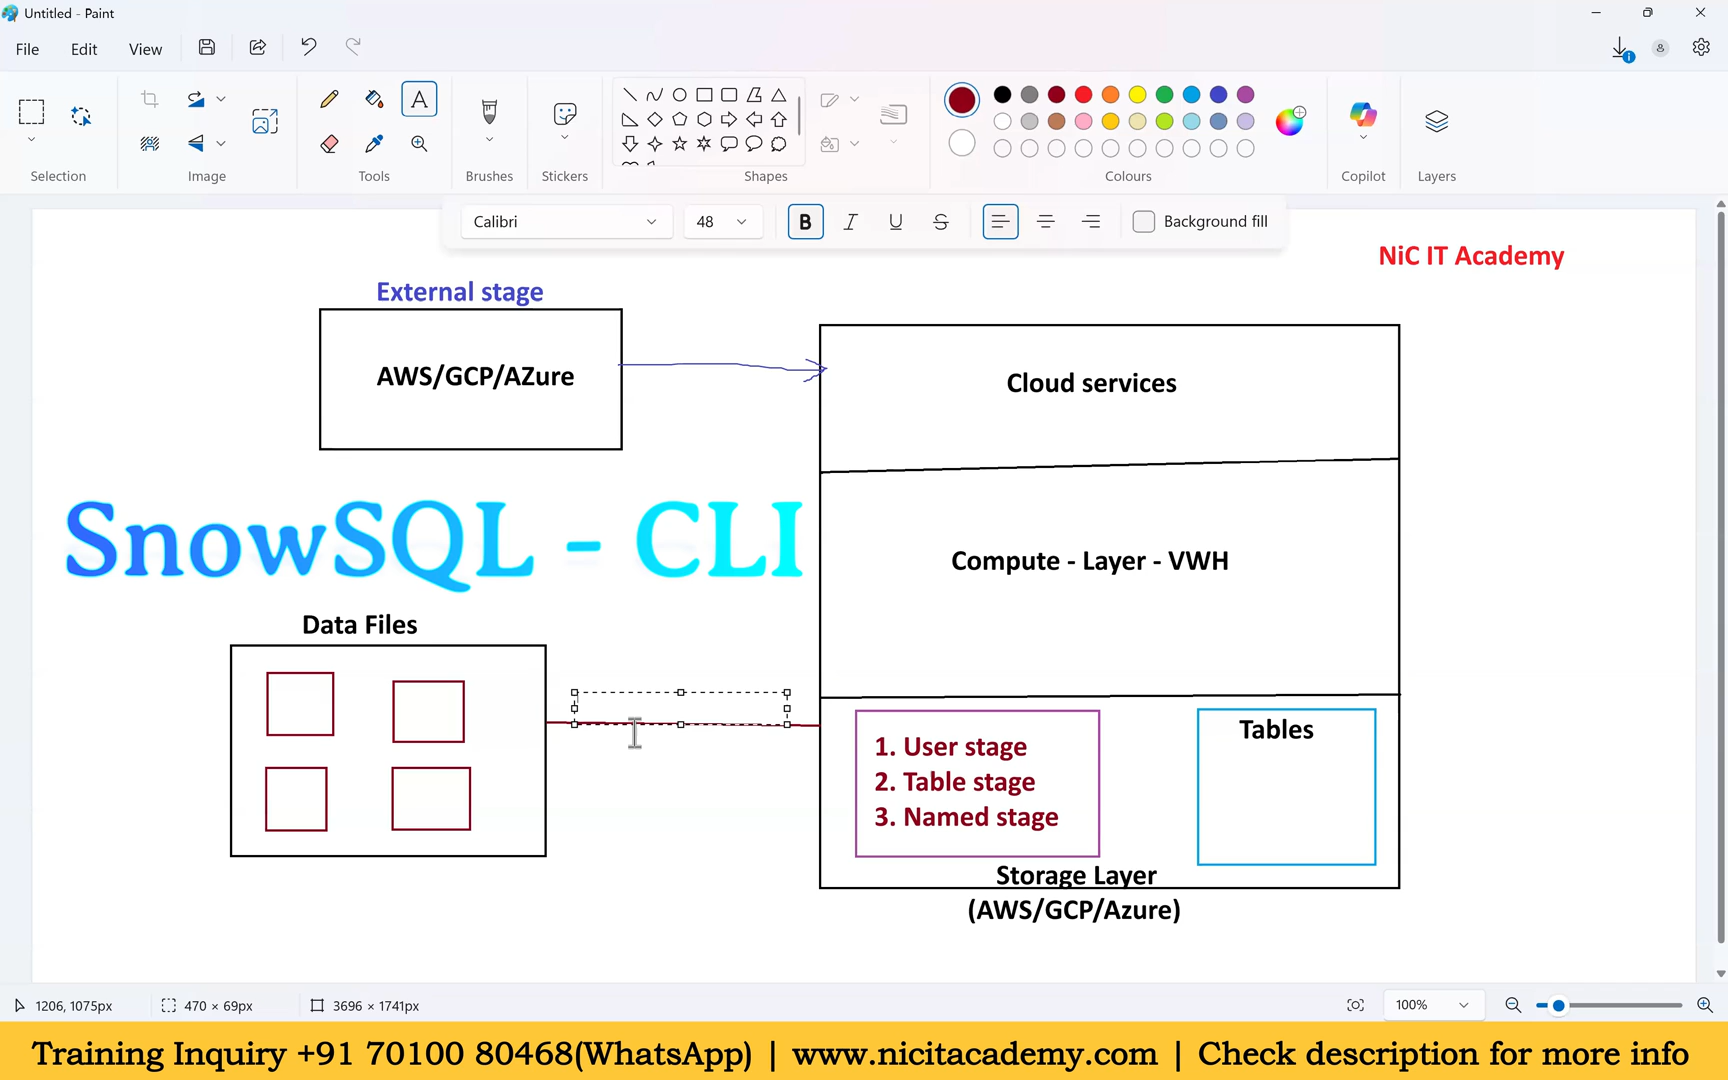 Untitled - Paint
File Edit View
Selection Image Tools Brushes Stickers Shapes Colours Copilot Layers
Calibri 48 B I U S Background fill
NiC IT Academy
External stage
AWS/GCP/AZure
Cloud services
SnowSQL - CLI
Compute - Layer - VWH
Data Files
1. User stage
2. Table stage
3. Named stage
Tables
Storage Layer
(AWS/GCP/Azure)
1206, 1075px 470 × 69px 3696 × 1741px 100%
Training Inquiry +91 70100 80468(WhatsApp) | www.nicitacademy.com | Check description for more info